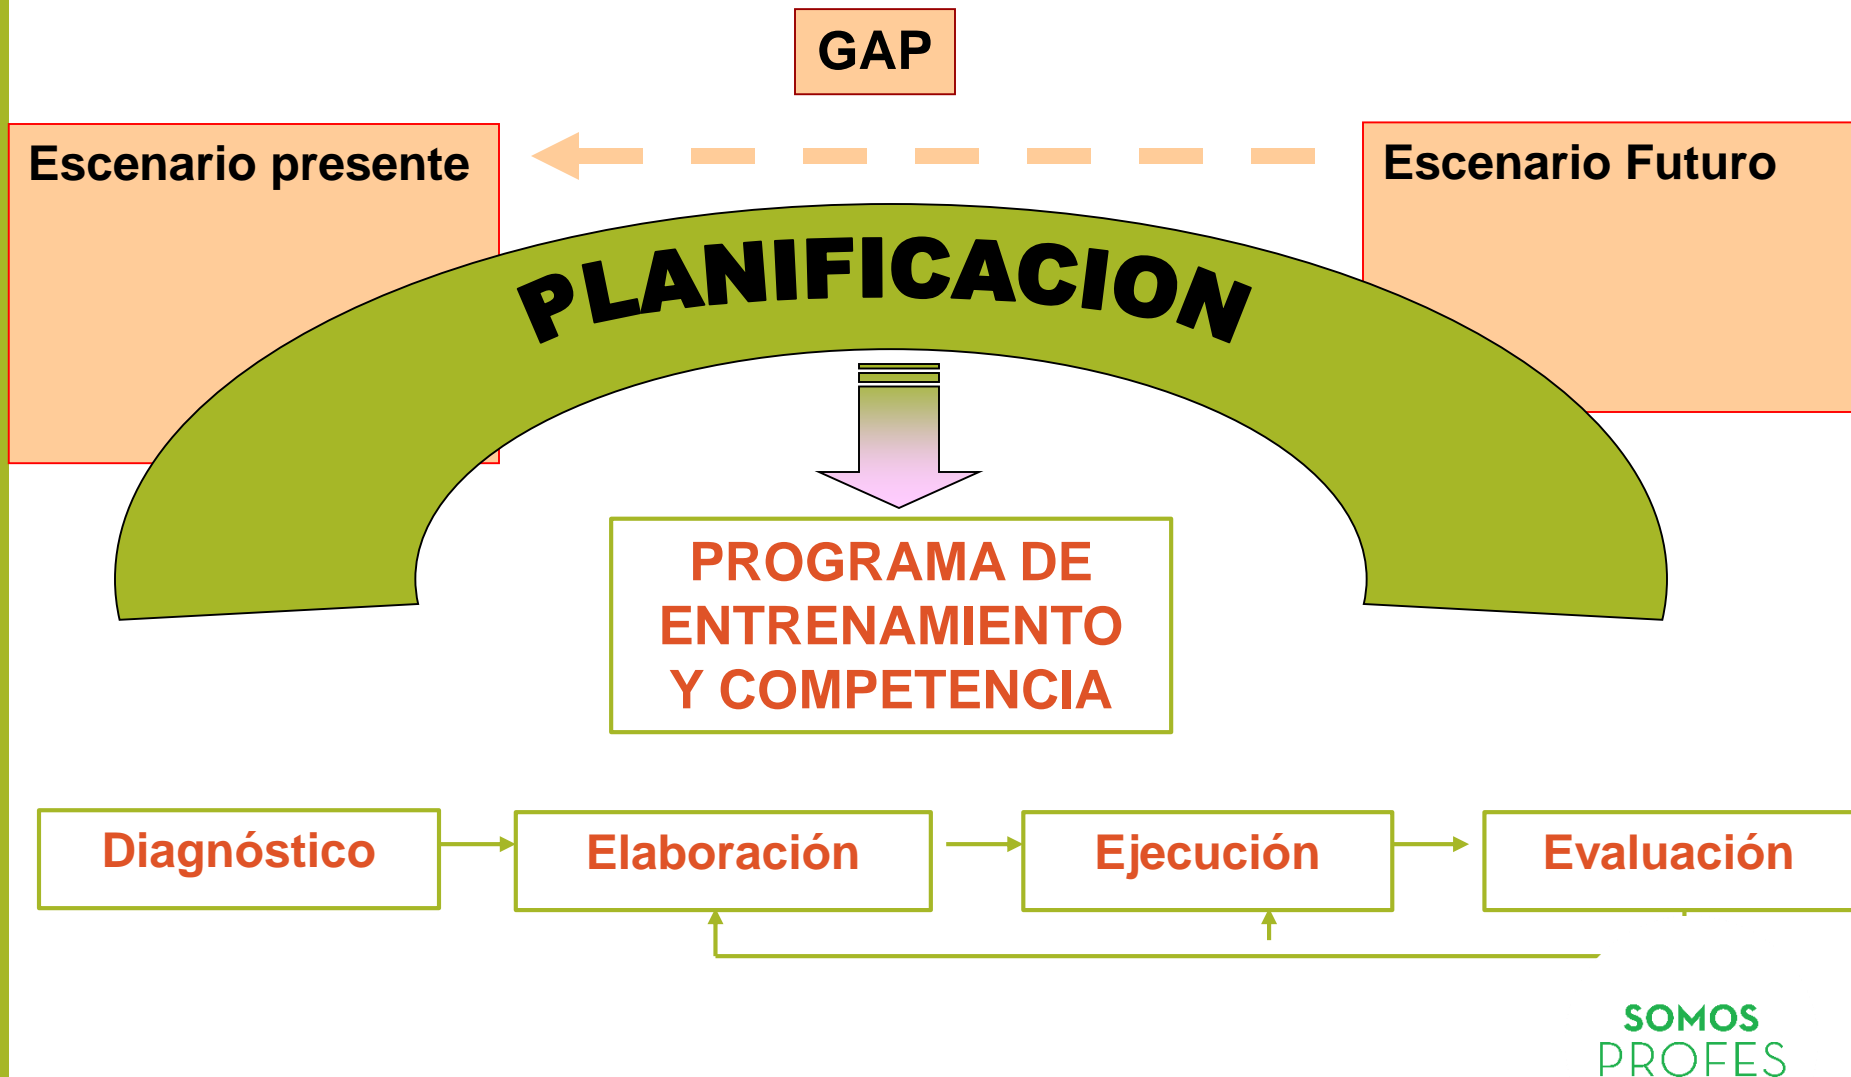 GAP
Escenario presente
Escenario Futuro
PLANIFICACION
PROGRAMA DE
ENTRENAMIENTO
Y COMPETENCIA
Diagnóstico
Elaboración
Ejecución
Evaluación
SOMOS
PROFES